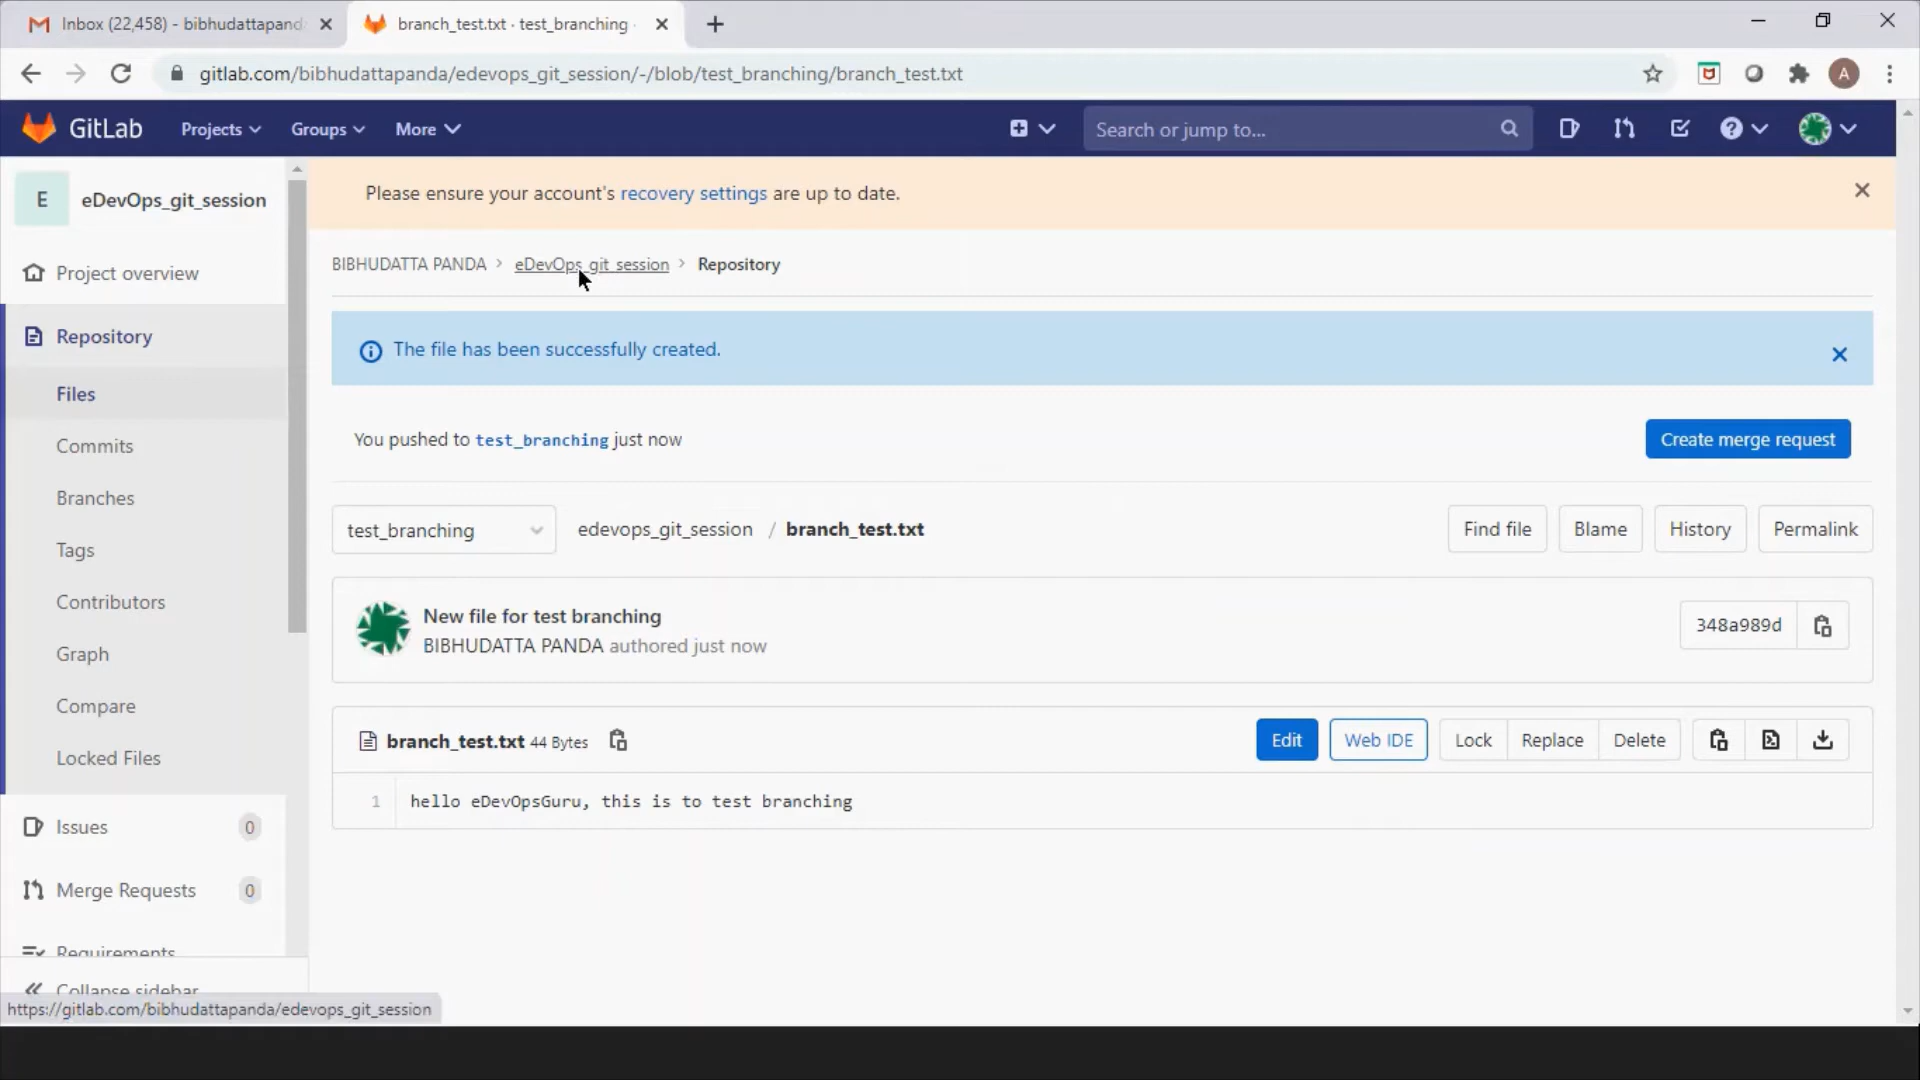 Inbox (22,458) - bibhudattapand
branch_test.txt · test_branching ·
gitlab.com/bibhudattapanda/edevops_git_session/-/blob/test_branching/branch_test.txt
A
GitLab
Projects
Groups
More
Search or jump to...
E
eDevOps_git_session
Please ensure your account's recovery settings are up to date.
Project overview
BIBHUDATTA PANDA > eDevOps_git_session > Repository
Repository
The file has been successfully created.
Files
Commits
You pushed to test_branching just now
Create merge request
Branches
test_branching
edevops_git_session / branch_test.txt
Find file
Blame
History
Permalink
Tags
Contributors
New file for test branching
BIBHUDATTA PANDA authored just now
348a989d
Graph
Compare
branch_test.txt 44 Bytes
Edit
Web IDE
Lock
Replace
Delete
Locked Files
1 hello eDevOpsGuru, this is to test branching
Issues 0
Merge Requests 0
Requirements
Collapse sidebar
https://gitlab.com/bibhudattapanda/edevops_git_session